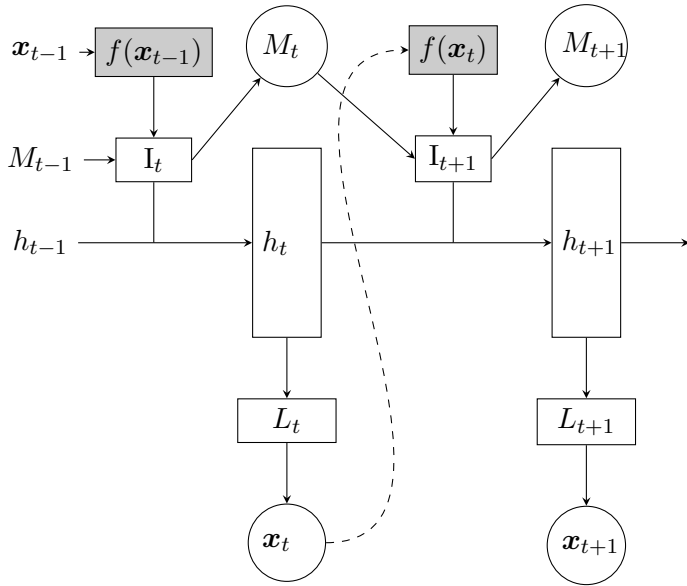 𝒙_{t−1} f(𝒙_{t−1}) M_t f(𝒙_t) M_{t+1}
M_{t−1} I_t I_{t+1}
h_{t−1} h_t h_{t+1}
L_t L_{t+1}
𝒙_t 𝒙_{t+1}